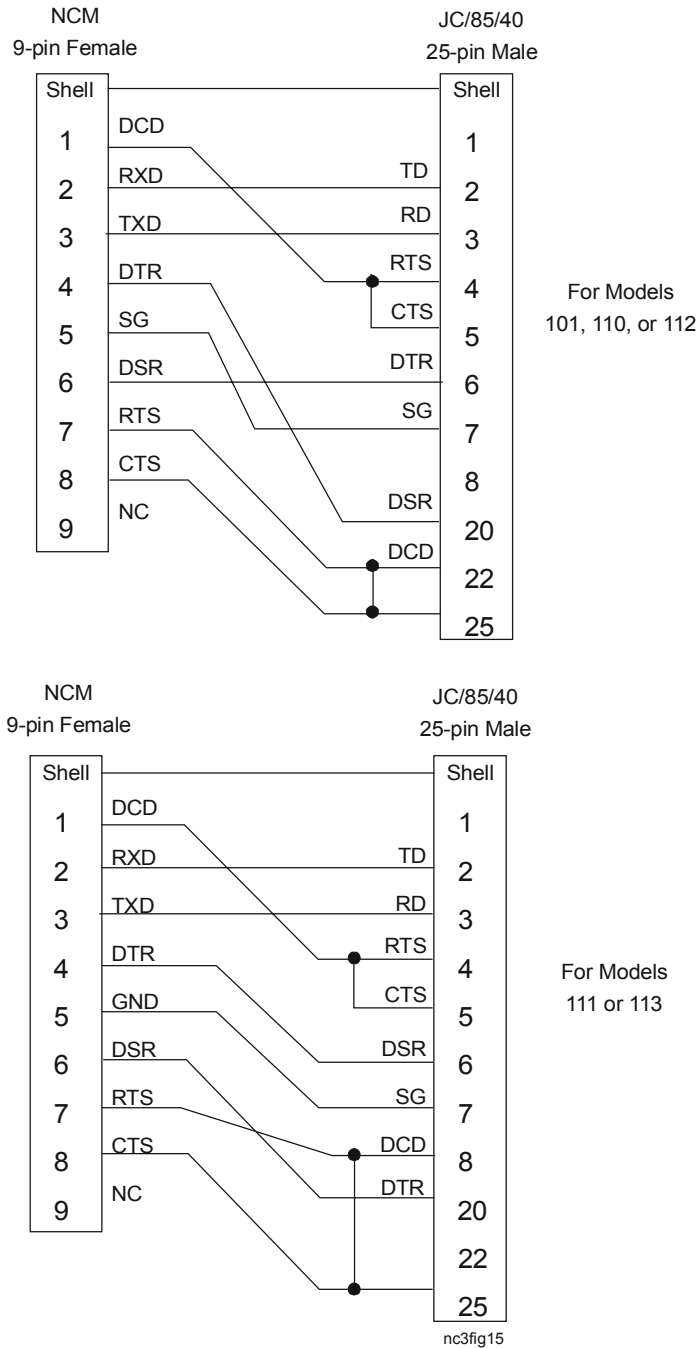 NCM
9-pin Female
JC/85/40
25-pin Male
Shell
Shell
1
DCD
1
2
RXD
TD
2
3
TXD
RD
3
4
DTR
RTS
4
5
SG
CTS
5
6
DSR
DTR
6
7
RTS
SG
7
8
CTS
8
9
NC
DSR
20
DCD
22
25
For Models
101, 110, or 112
NCM
9-pin Female
JC/85/40
25-pin Male
Shell
Shell
1
DCD
1
2
RXD
TD
2
3
TXD
RD
3
4
DTR
RTS
4
5
GND
CTS
5
6
DSR
DSR
6
7
RTS
SG
7
8
CTS
DCD
8
9
NC
DTR
20
22
25
For Models
111 or 113
nc3fig15